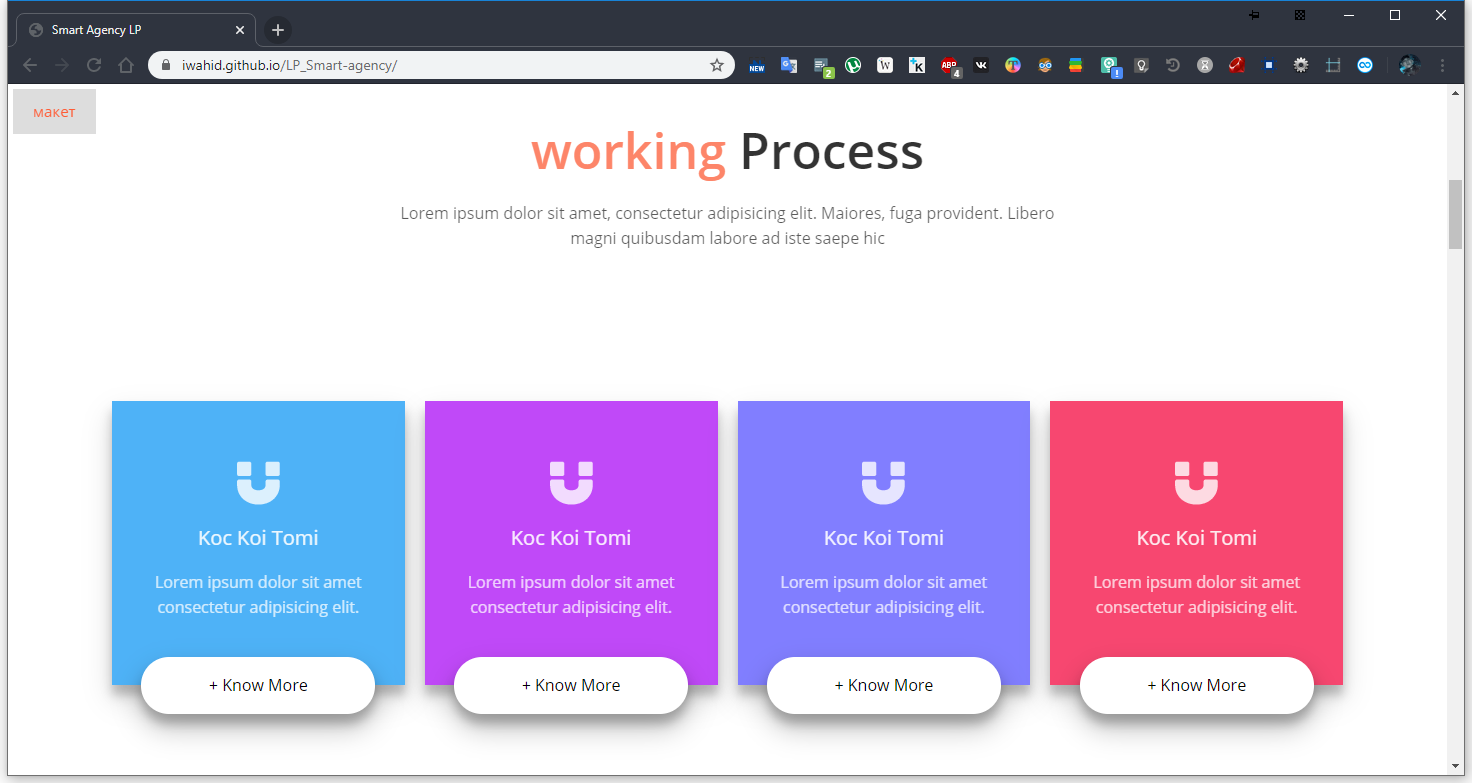 Smart Agency LP
iwahid.github.io/LP_Smart-agency/
NEW
G
2
W
K
ABP
4
!
макет
working Process
Lorem ipsum dolor sit amet, consectetur adipisicing elit. Maiores, fuga provident. Libero
magni quibusdam labore ad iste saepe hic
Koc Koi Tomi
Lorem ipsum dolor sit amet
consectetur adipisicing elit.
+ Know More
Koc Koi Tomi
Lorem ipsum dolor sit amet
consectetur adipisicing elit.
+ Know More
Koc Koi Tomi
Lorem ipsum dolor sit amet
consectetur adipisicing elit.
+ Know More
Koc Koi Tomi
Lorem ipsum dolor sit amet
consectetur adipisicing elit.
+ Know More